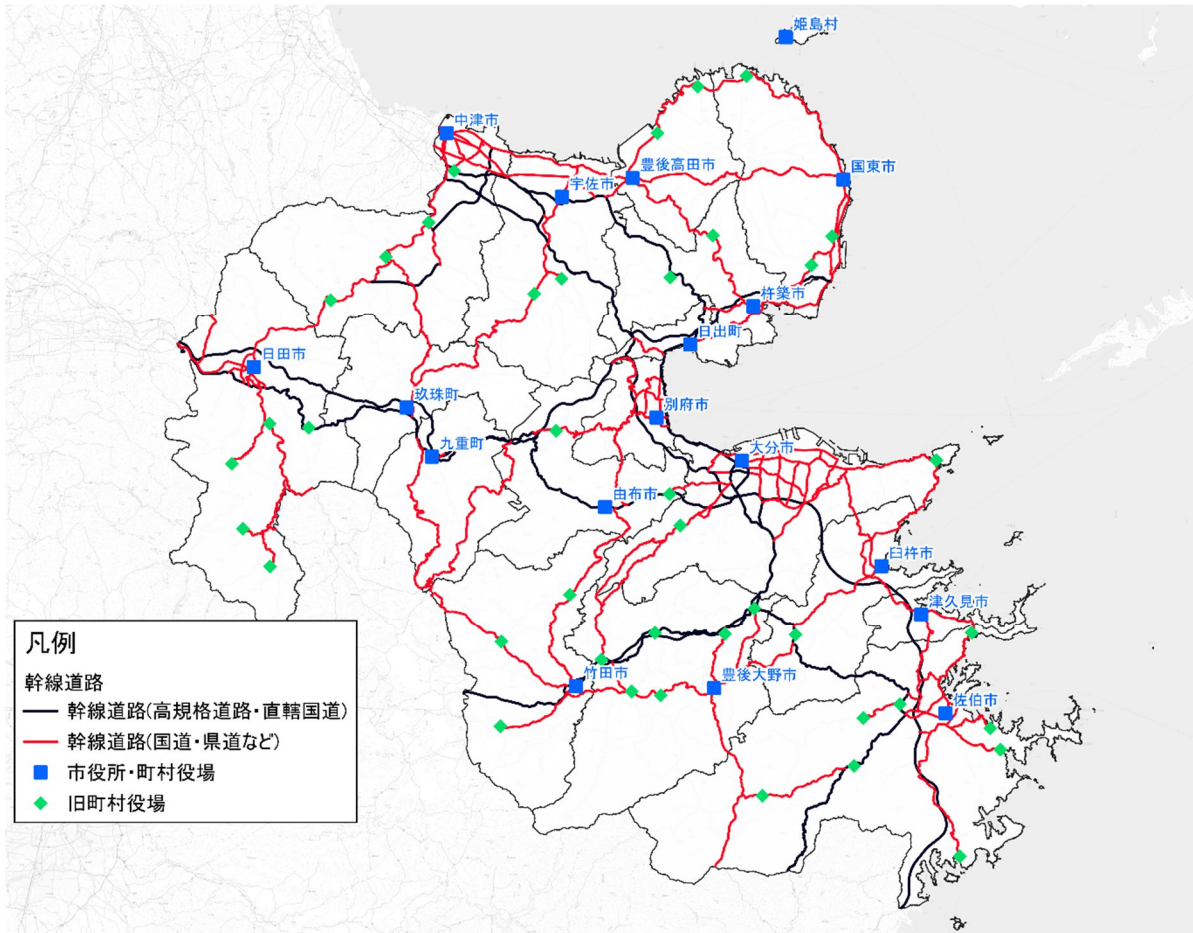 姫島村
中津市
豊後高田市
国東市
宇佐市
杵築市
日出町
日田市
玖珠町
別府市
九重町
大分市
由布市
臼杵市
津久見市
竹田市
豊後大野市
佐伯市
凡例
幹線道路
幹線道路(高規格道路・直轄国道)
幹線道路(国道・県道など)
市役所・町村役場
旧町村役場